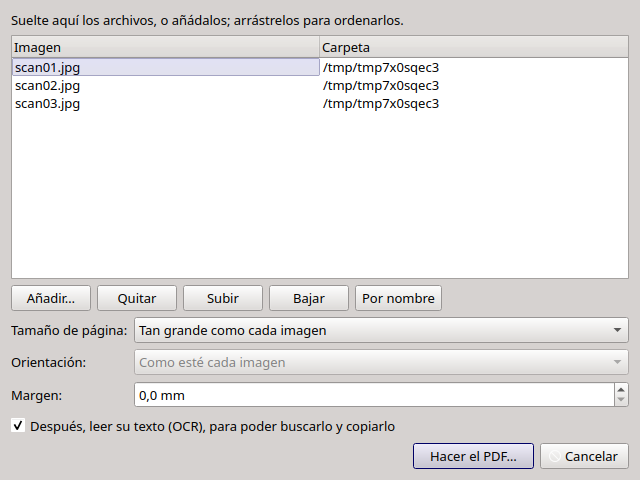 Suelte aquí los archivos, o añádalos; arrástrelos para ordenarlos.
Imagen Carpeta
scan01.jpg /tmp/tmp7x0sqec3
scan02.jpg /tmp/tmp7x0sqec3
scan03.jpg /tmp/tmp7x0sqec3
Añadir... Quitar Subir Bajar Por nombre
Tamaño de página: Tan grande como cada imagen
Orientación: Como esté cada imagen
Margen: 0,0 mm
Después, leer su texto (OCR), para poder buscarlo y copiarlo
Hacer el PDF... Cancelar